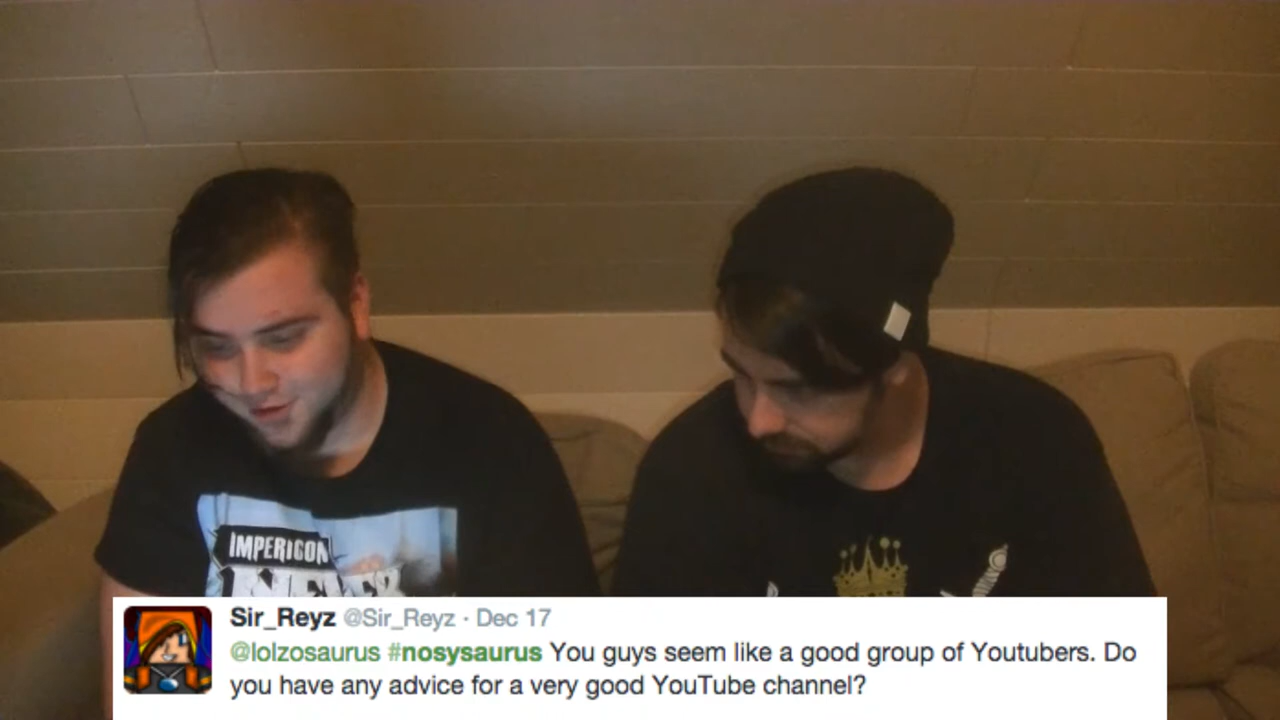 IMPERICON
NEVER
Sir_Reyz @Sir_Reyz · Dec 17
@lolzosaurus #nosysaurus You guys seem like a good group of Youtubers. Do
you have any advice for a very good YouTube channel?